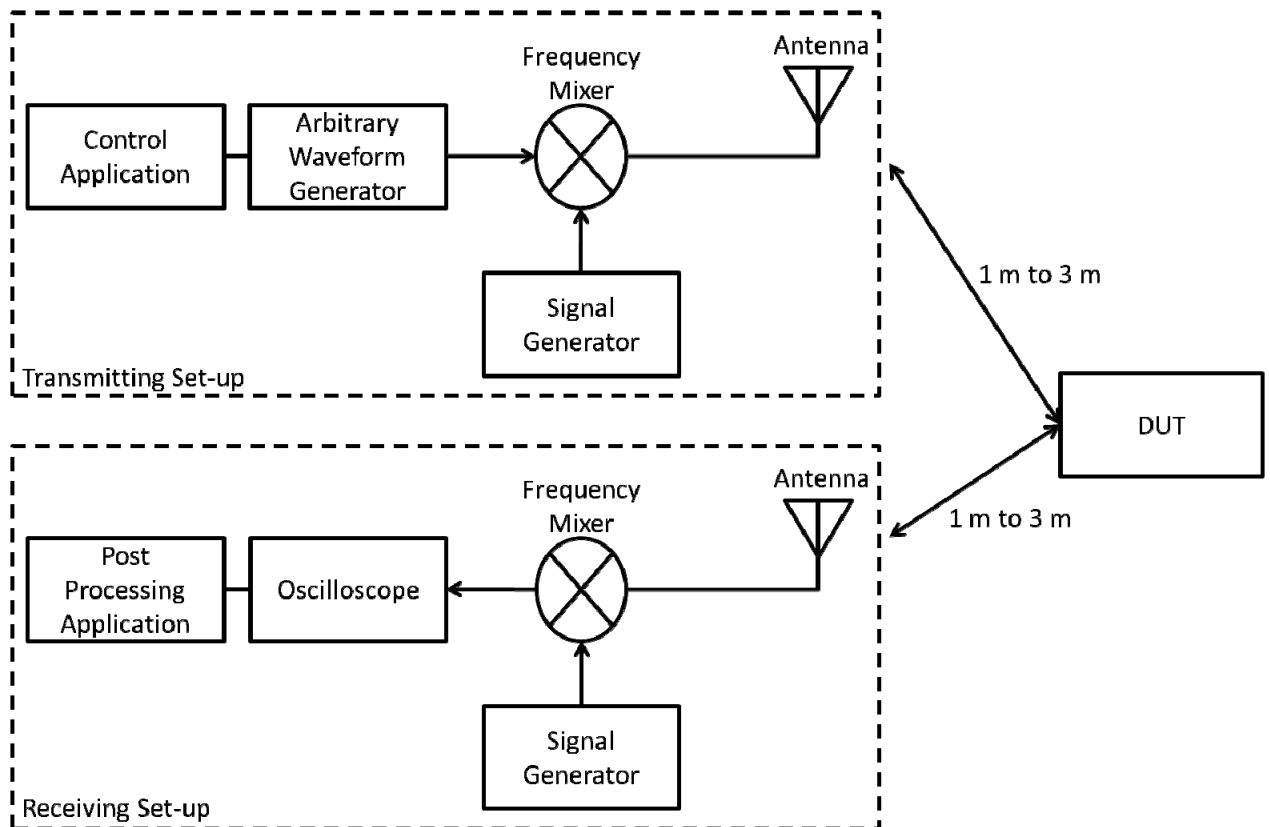 Antenna
Frequency
Mixer
Control
Application
Arbitrary
Waveform
Generator
Signal
Generator
Transmitting Set-up
1 m to 3 m
DUT
1 m to 3 m
Antenna
Frequency
Mixer
Post
Processing
Application
Oscilloscope
Signal
Generator
Receiving Set-up